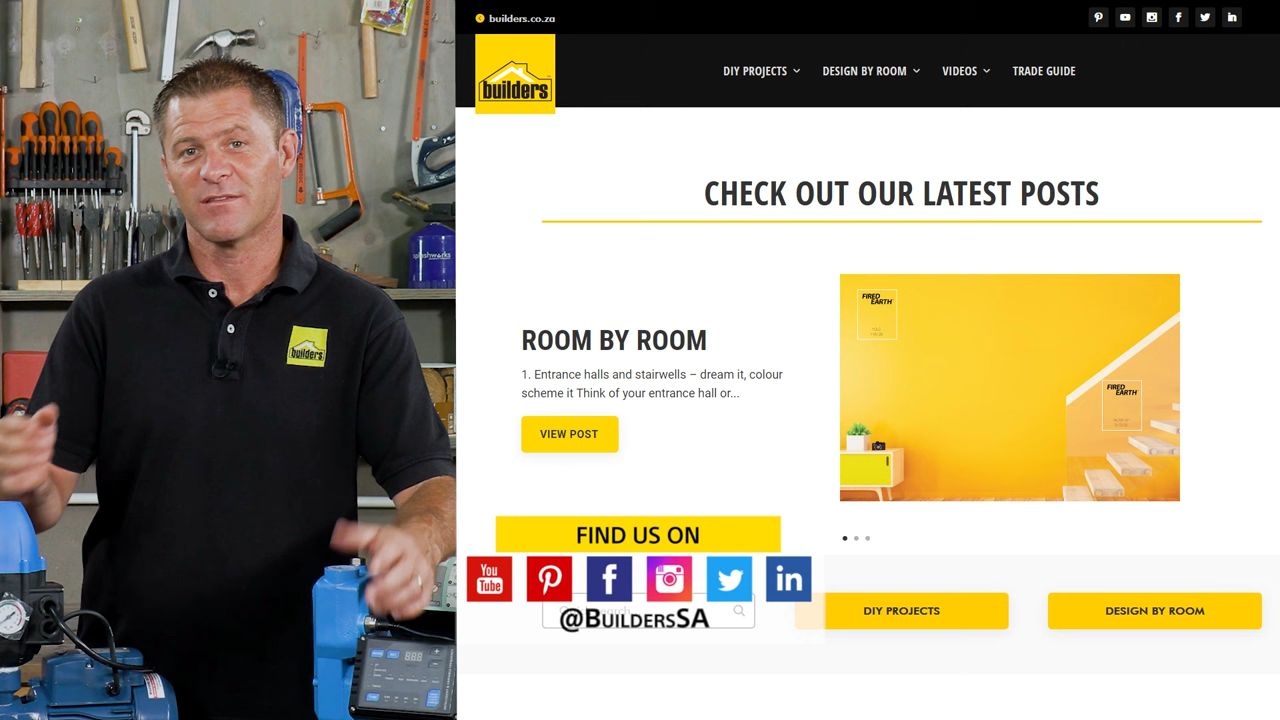 builders.co.za
builders
DIY PROJECTS
DESIGN BY ROOM
VIDEOS
TRADE GUIDE
CHECK OUT OUR LATEST POSTS
ROOM BY ROOM
1. Entrance halls and stairwells – dream it, colour
scheme it Think of your entrance hall or...
VIEW POST
FIRED
EARTH
FIRED
EARTH
builders
splashworks
FIND US ON
You
Tube
@BUILDERSSA
DIY PROJECTS
DESIGN BY ROOM